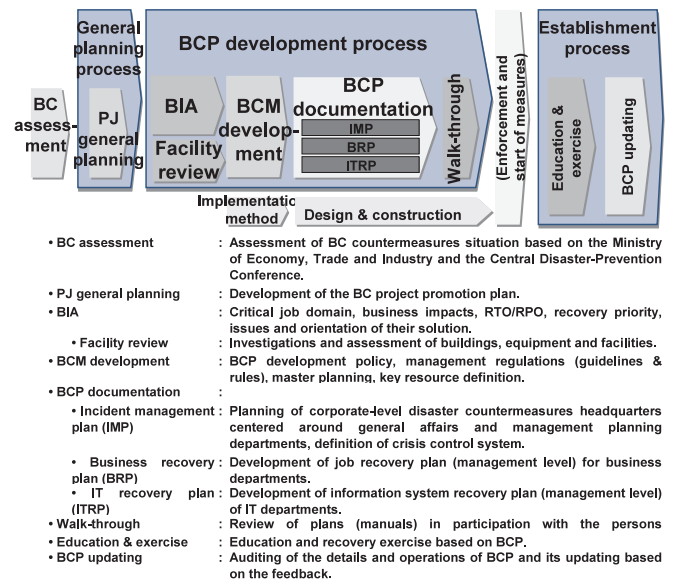 General planning process
BCP development process
(Enforcement and start of measures)
Establishment process
BC assess-ment
PJ general planning
BIA
Facility review
BCM develop-ment
BCP documentation
IMP
BRP
ITRP
Walk-through
Education & exercise
BCP updating
Implementatic method
Design & construction
• BC assessment : Assessment of BC countermeasures situation based on the Ministry
of Economy, Trade and Industry and the Central Disaster-Prevention
Conference.
• PJ general planning : Development of the BC project promotion plan.
• BIA : Critical job domain, business impacts, RTO/RPO, recovery priority,
issues and orientation of their solution.
• Facility review : Investigations and assessment of buildings, equipment and facilities.
• BCM development : BCP development policy, management regulations (guidelines &
rules), master planning, key resource definition.
• BCP documentation :
• Incident management : Planning of corporate-level disaster countermeasures headquarters
plan (IMP) centered around general affairs and management planning
departments, definition of crisis control system.
• Business recovery : Development of job recovery plan (management level) for business
plan (BRP) departments.
• IT recovery plan : Development of information system recovery plan (management level)
(ITRP) of IT departments.
• Walk-through : Review of plans (manuals) in participation with the persons
• Education & exercise : Education and recovery exercise based on BCP.
• BCP updating : Auditing of the details and operations of BCP and its updating based
on the feedback.